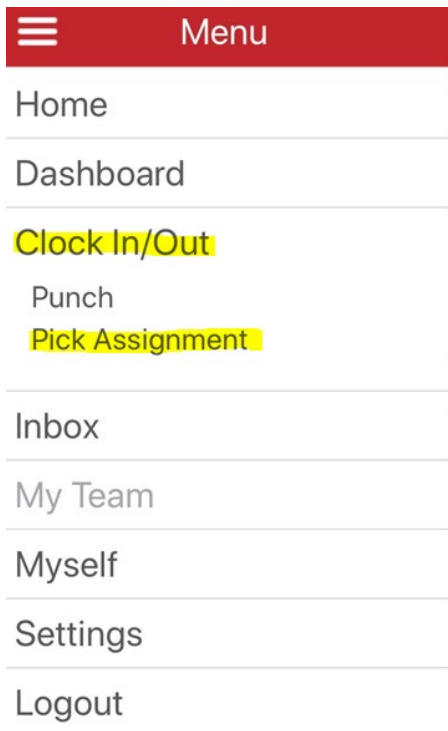 Menu
Home
Dashboard
Clock In/Out
Punch
Pick Assignment
Inbox
My Team
Myself
Settings
Logout